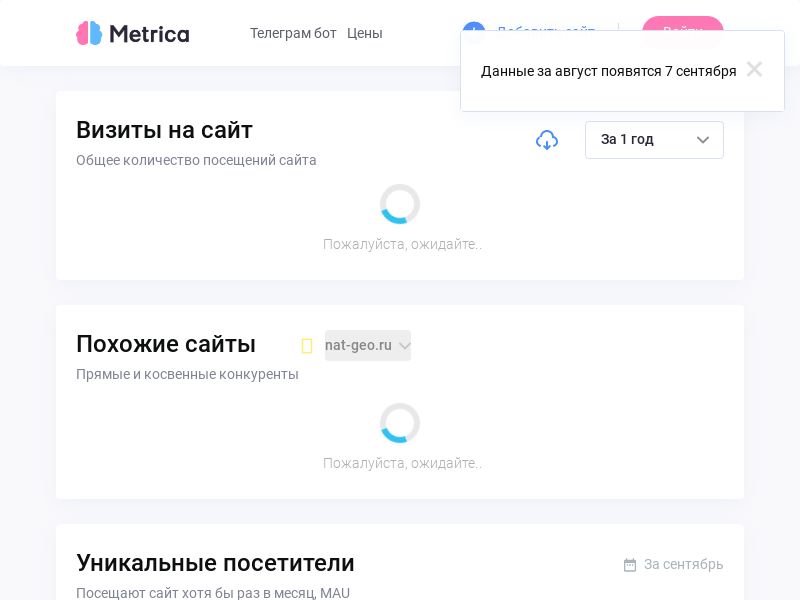 Metrica
Телеграм бот Цены
Данные за август появятся 7 сентября
Визиты на сайт
За 1 год
Общее количество посещений сайта
Пожалуйста, ожидайте..
Похожие сайты
nat-geo.ru
Прямые и косвенные конкуренты
Пожалуйста, ожидайте..
Уникальные посетители
За сентябрь
Посещают сайт хотя бы раз в месяц, MAU